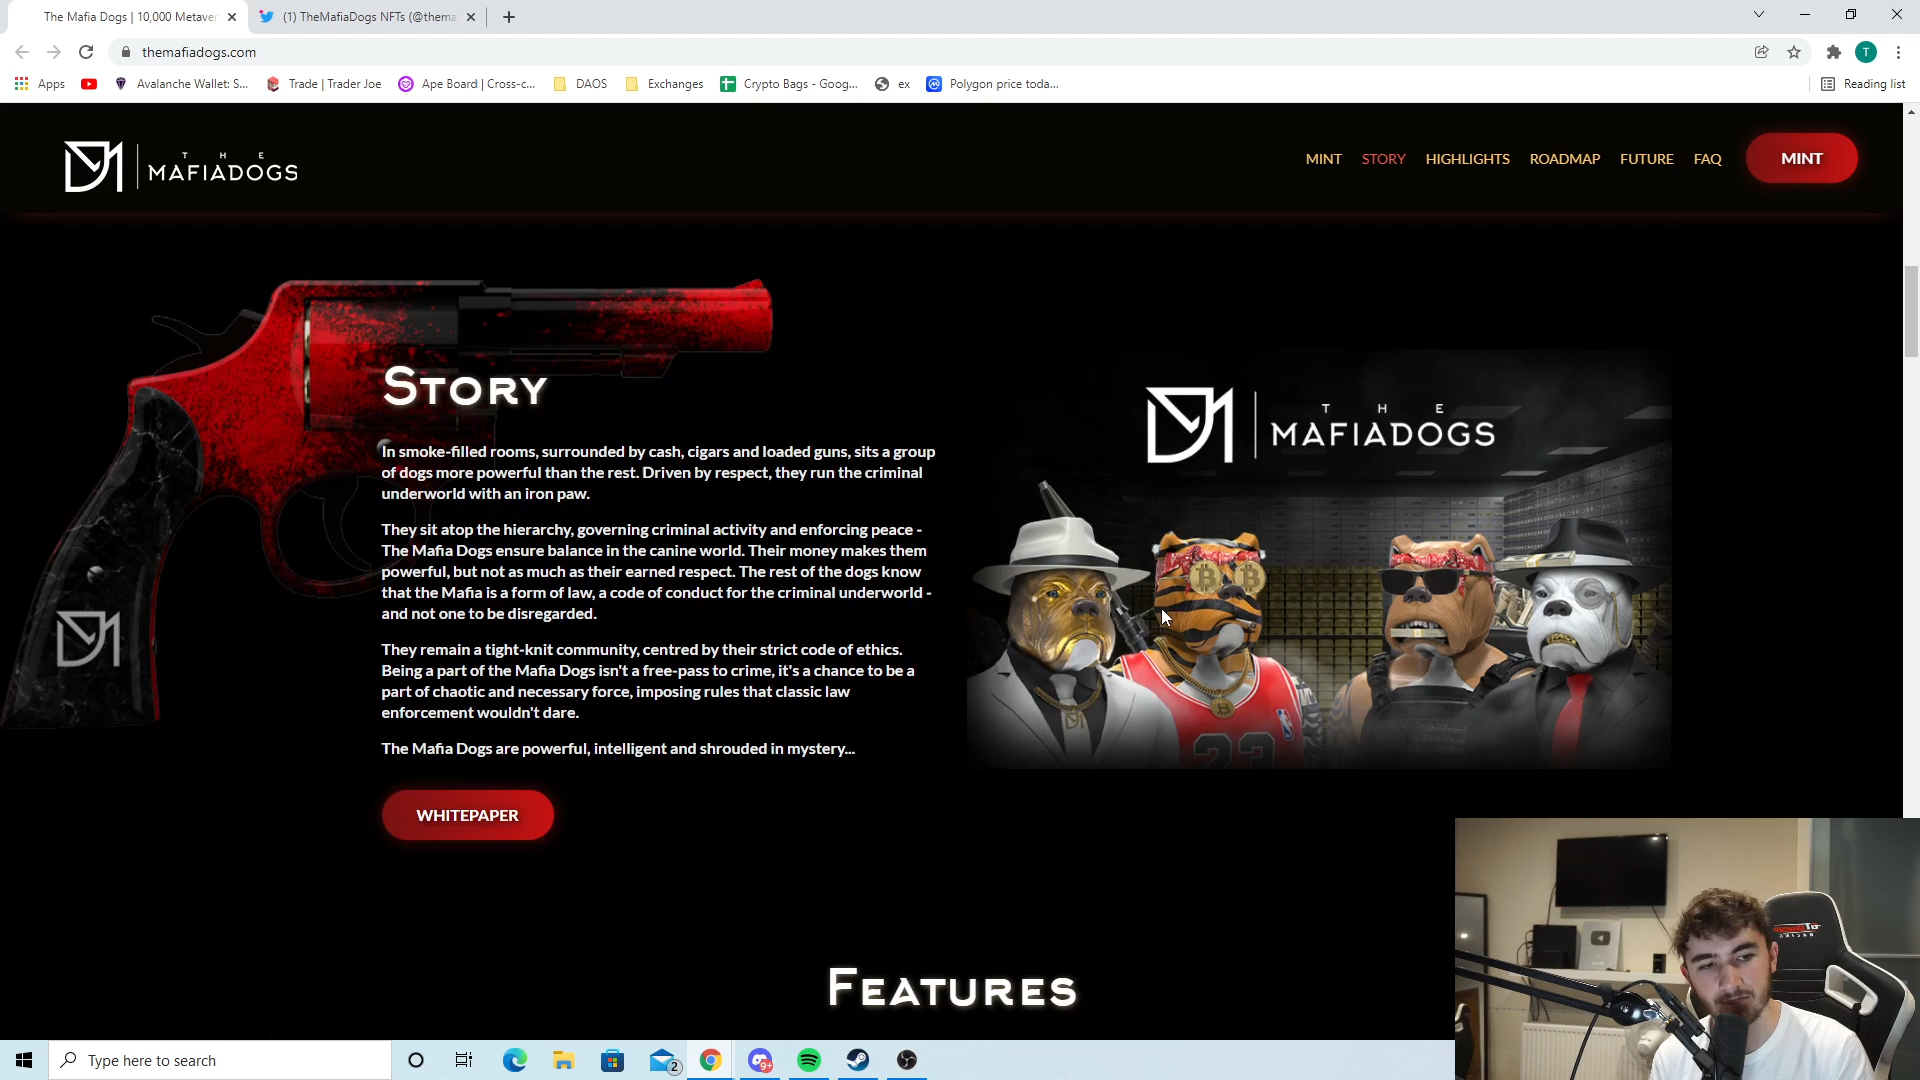 The Mafia Dogs | 10,000 Metaver
(1) TheMafiaDogs NFTs (@thema
themafiadogs.com
T
Apps
Avalanche Wallet: S...
Trade | Trader Joe
Ape Board | Cross-c...
DAOS
Exchanges
Crypto Bags - Goog...
ex
Polygon price toda...
Reading list
THE
MAFIADOGS
MINT
STORY
HIGHLIGHTS
ROADMAP
FUTURE
FAQ
MINT
STORY
In smoke-filled rooms, surrounded by cash, cigars and loaded guns, sits a group
of dogs more powerful than the rest. Driven by respect, they run the criminal
underworld with an iron paw.
They sit atop the hierarchy, governing criminal activity and enforcing peace -
The Mafia Dogs ensure balance in the canine world. Their money makes them
powerful, but not as much as their earned respect. The rest of the dogs know
that the Mafia is a form of law, a code of conduct for the criminal underworld -
and not one to be disregarded.
They remain a tight-knit community, centred by their strict code of ethics.
Being a part of the Mafia Dogs isn't a free-pass to crime, it's a chance to be a
part of chaotic and necessary force, imposing rules that classic law
enforcement wouldn't dare.
The Mafia Dogs are powerful, intelligent and shrouded in mystery...
WHITEPAPER
THE
MAFIADOGS
23
FEATURES
Type here to search
2
9+